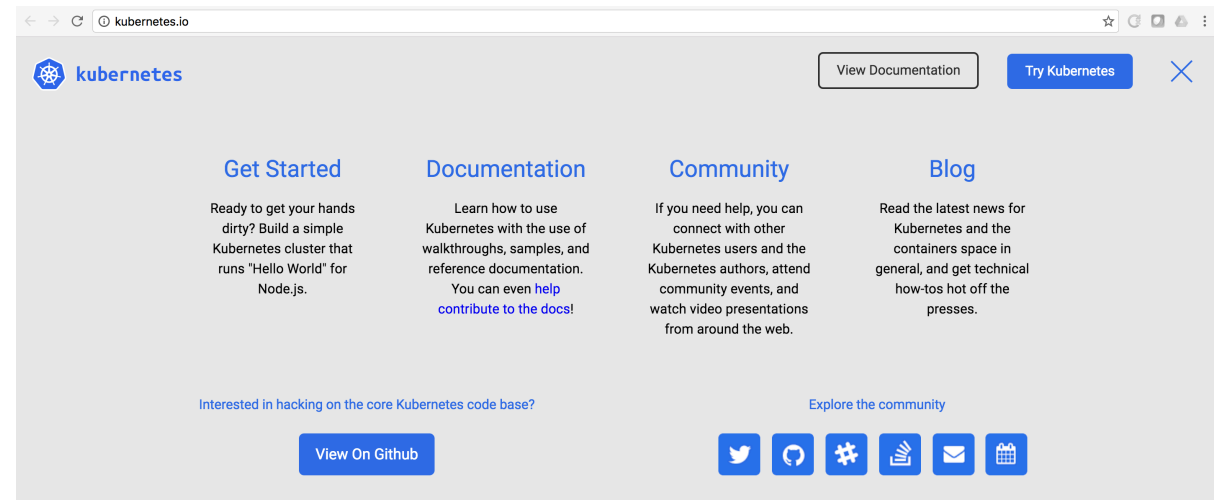 kubernetes.io
kubernetes
View Documentation
Try Kubernetes
Get Started
Ready to get your hands
dirty? Build a simple
Kubernetes cluster that
runs "Hello World" for
Node.js.
Documentation
Learn how to use
Kubernetes with the use of
walkthroughs, samples, and
reference documentation.
You can even help
contribute to the docs!
Community
If you need help, you can
connect with other
Kubernetes users and the
Kubernetes authors, attend
community events, and
watch video presentations
from around the web.
Blog
Read the latest news for
Kubernetes and the
containers space in
general, and get technical
how-tos hot off the
presses.
Interested in hacking on the core Kubernetes code base?
View On Github
Explore the community